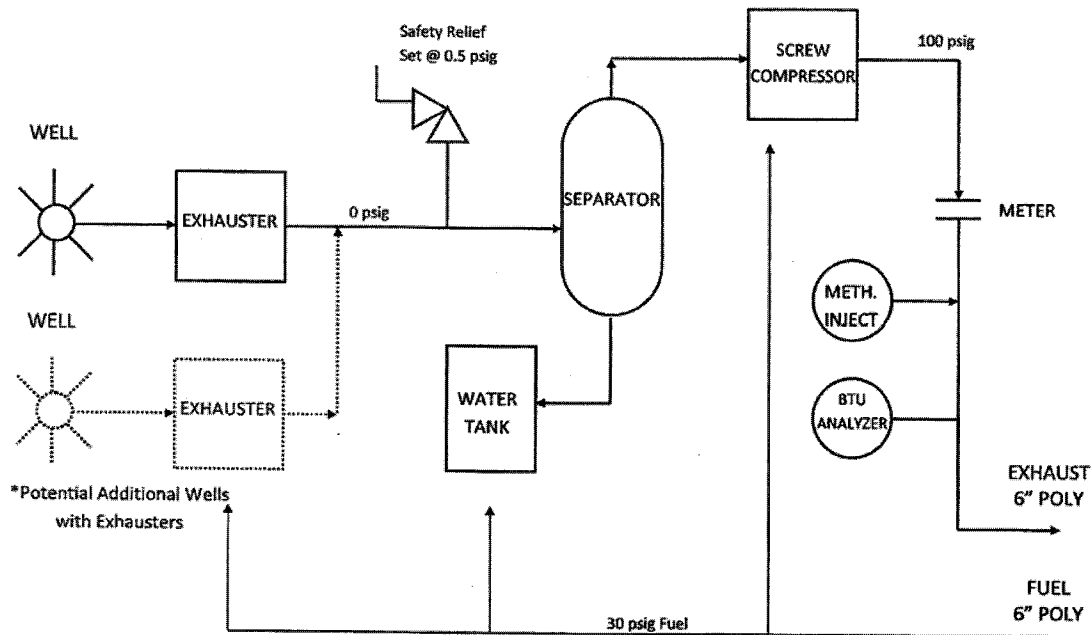 Safety Relief
Set @ 0.5 psig
SCREW
COMPRESSOR
100 psig
WELL
EXHAUSTER
0 psig
SEPARATOR
METER
METH.
INJECT
WELL
EXHAUSTER
WATER
TANK
BTU
ANALYZER
*Potential Additional Wells
with Exhausters
EXHAUST
6" POLY
30 psig Fuel
FUEL
6" POLY